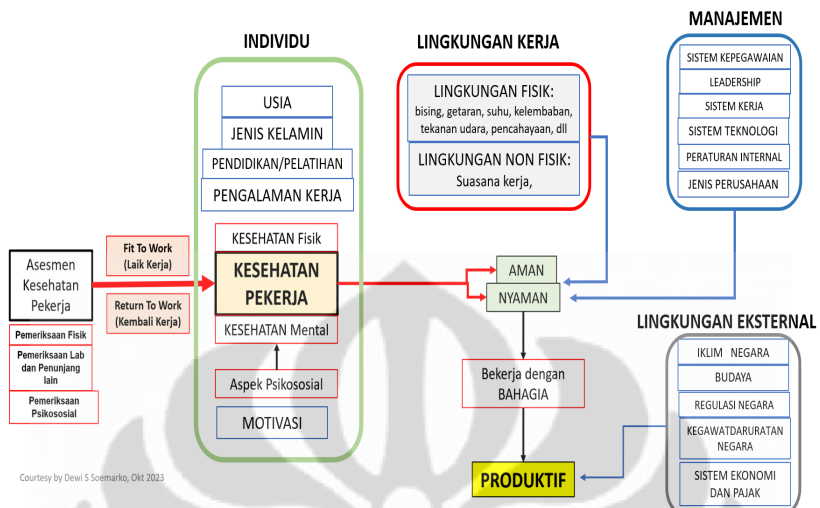 INDIVIDU
USIA
JENIS KELAMIN
PENDIDIKAN/PELATIHAN
PENGALAMAN KERJA
KESEHATAN Fisik
KESEHATAN
PEKERJA
KESEHATAN Mental
Aspek Psikososial
MOTIVASI
Asesmen
Kesehatan
Pekerja
Pemeriksaan Fisik
Pemeriksaan Lab
dan Penunjang
lain
Pemeriksaan
Psikososial
Fit To Work
(Laik Kerja)
Return To Work
(Kembali Kerja)
LINGKUNGAN KERJA
LINGKUNGAN FISIK:
bising, getaran, suhu, kelembaban,
tekanan udara, pencahayaan, dll
LINGKUNGAN NON FISIK:
Suasana kerja,
MANAJEMEN
SISTEM KEPEGAWAIAN
LEADERSHIP
SISTEM KERJA
SISTEM TEKNOLOGI
PERATURAN INTERNAL
JENIS PERUSAHAAN
AMAN
NYAMAN
Bekerja dengan
BAHAGIA
PRODUKTIF
LINGKUNGAN EKSTERNAL
IKLIM NEGARA
BUDAYA
REGULASI NEGARA
KEGAWATDARURATAN
NEGARA
SISTEM EKONOMI
DAN PAJAK
Courtesy by Dewi S Soemarko, Okt 2023